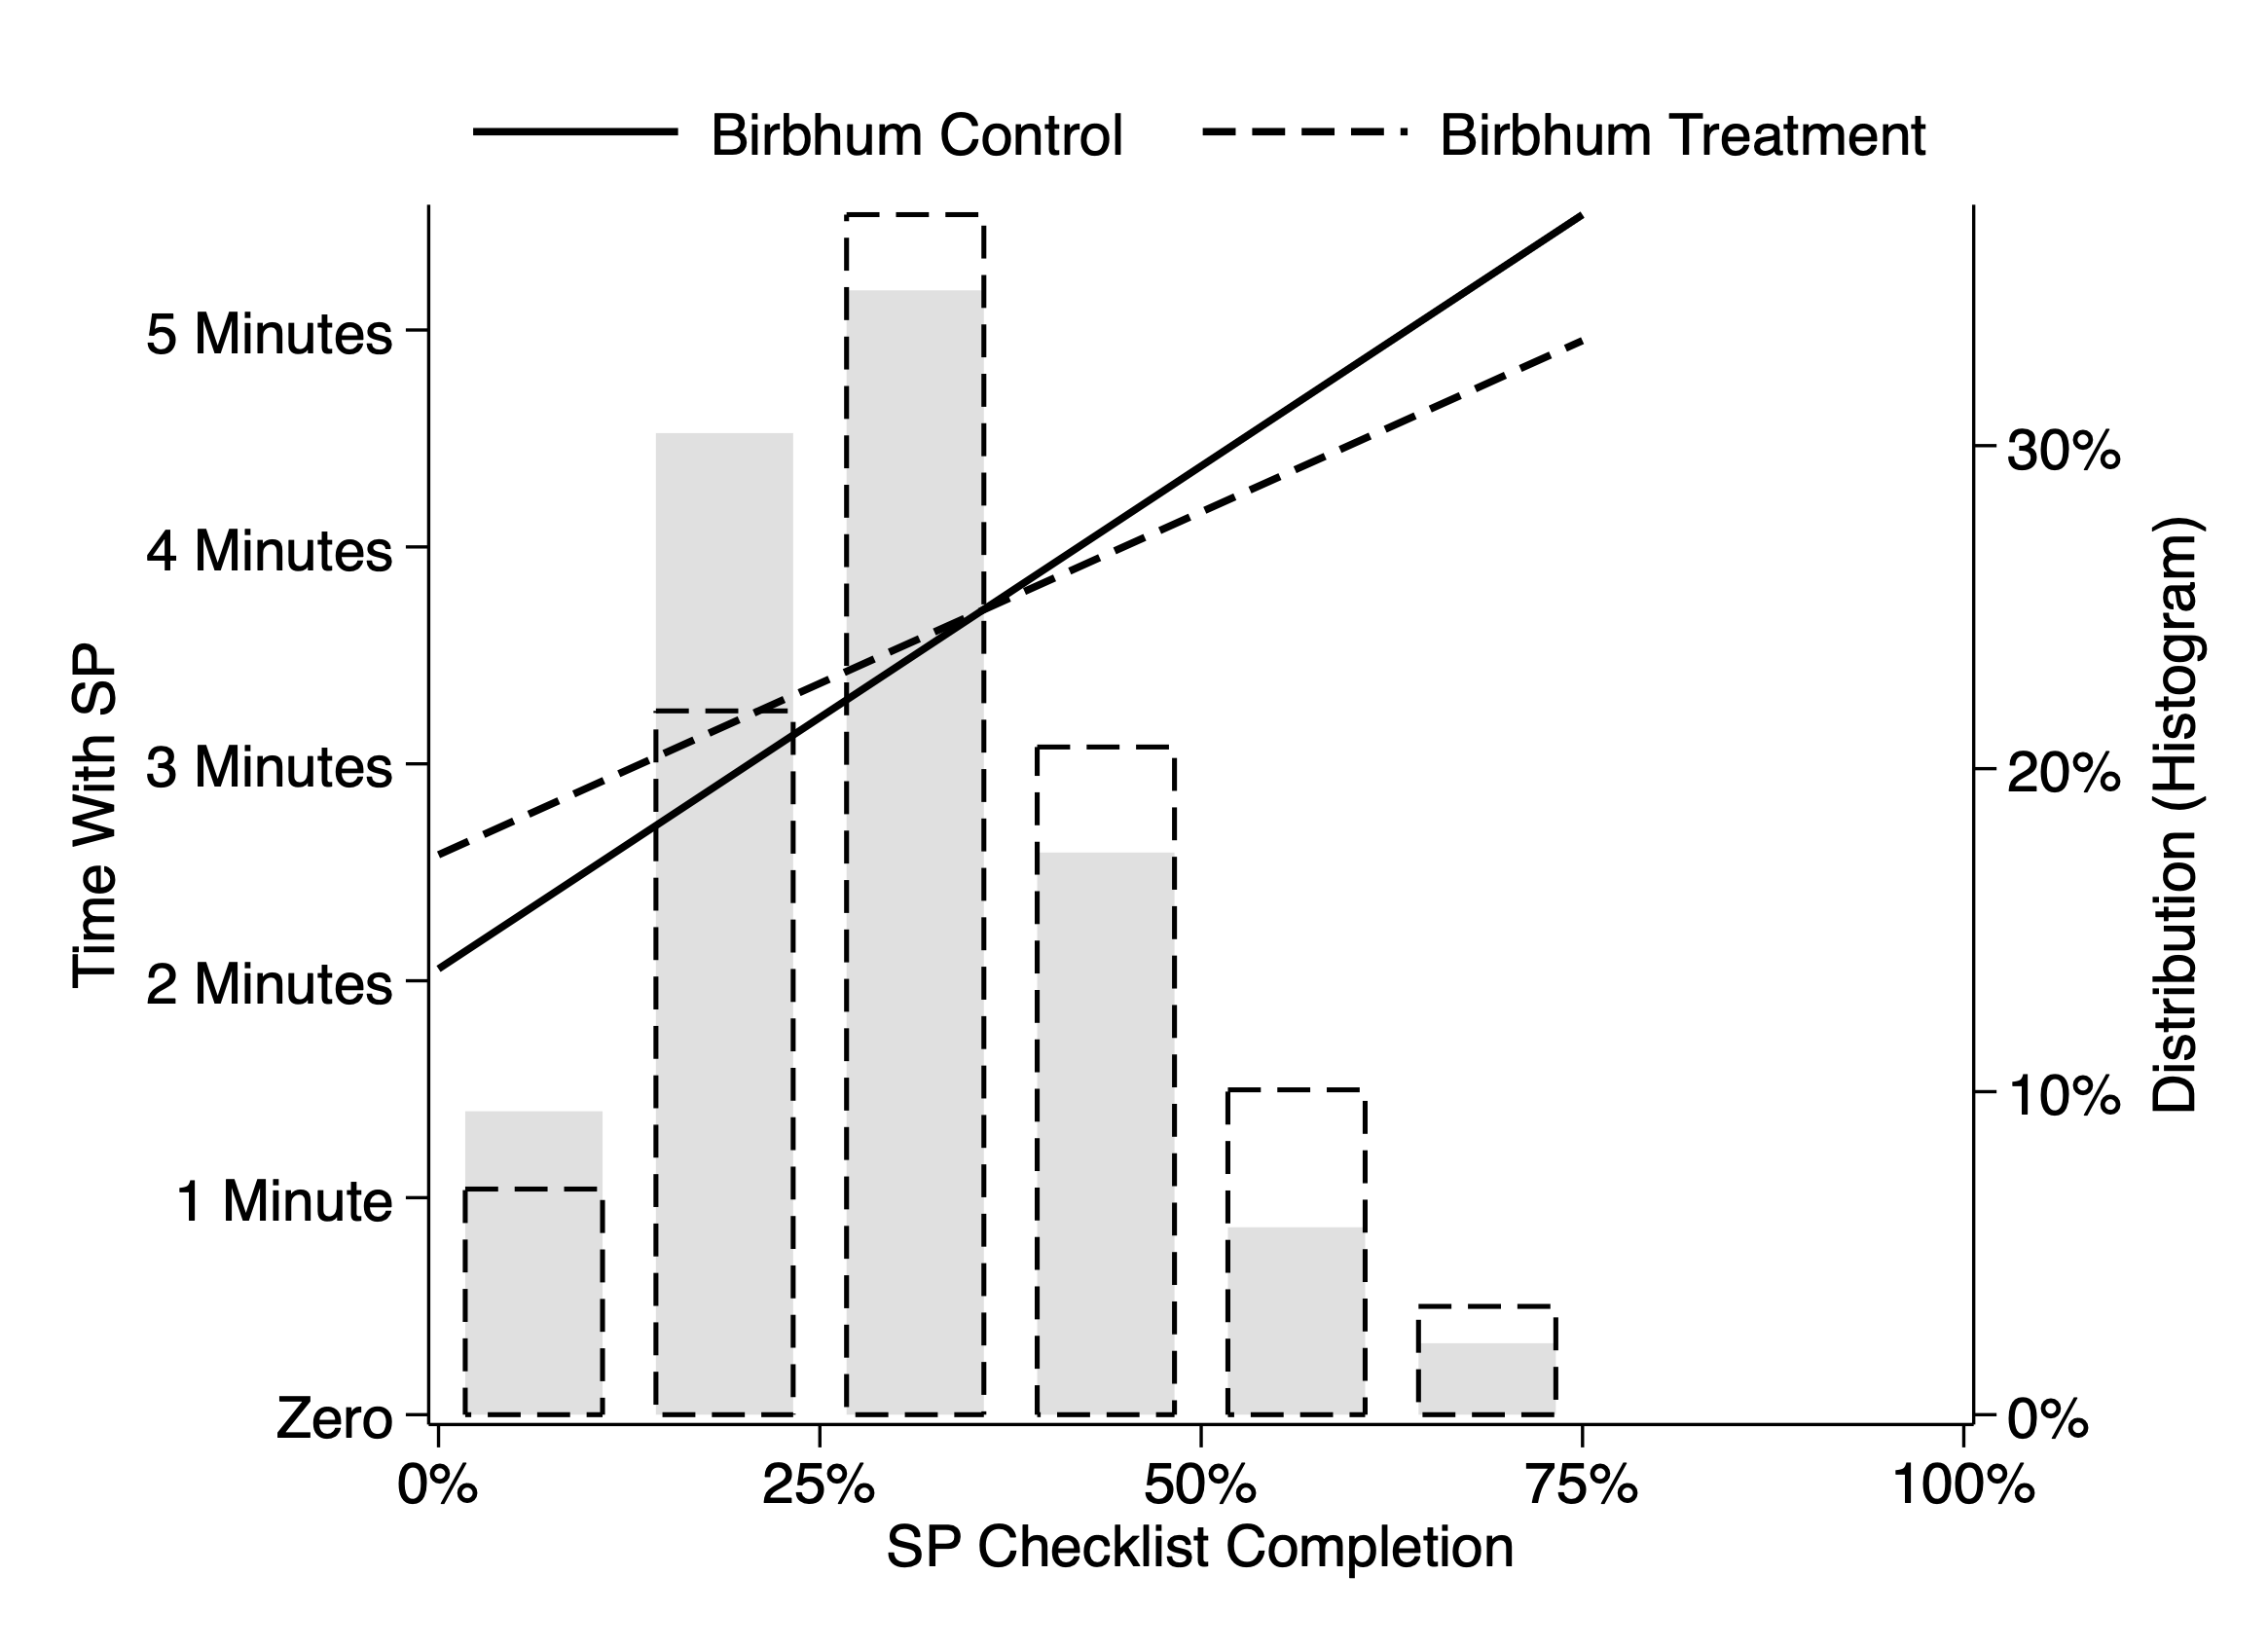 Birbhum Control
Birbhum Treatment
Time With SP
5 Minutes
4 Minutes
3 Minutes
2 Minutes
1 Minute
Zero
30%
20%
10%
0%
Distribution (Histogram)
0%
25%
50%
75%
100%
SP Checklist Completion